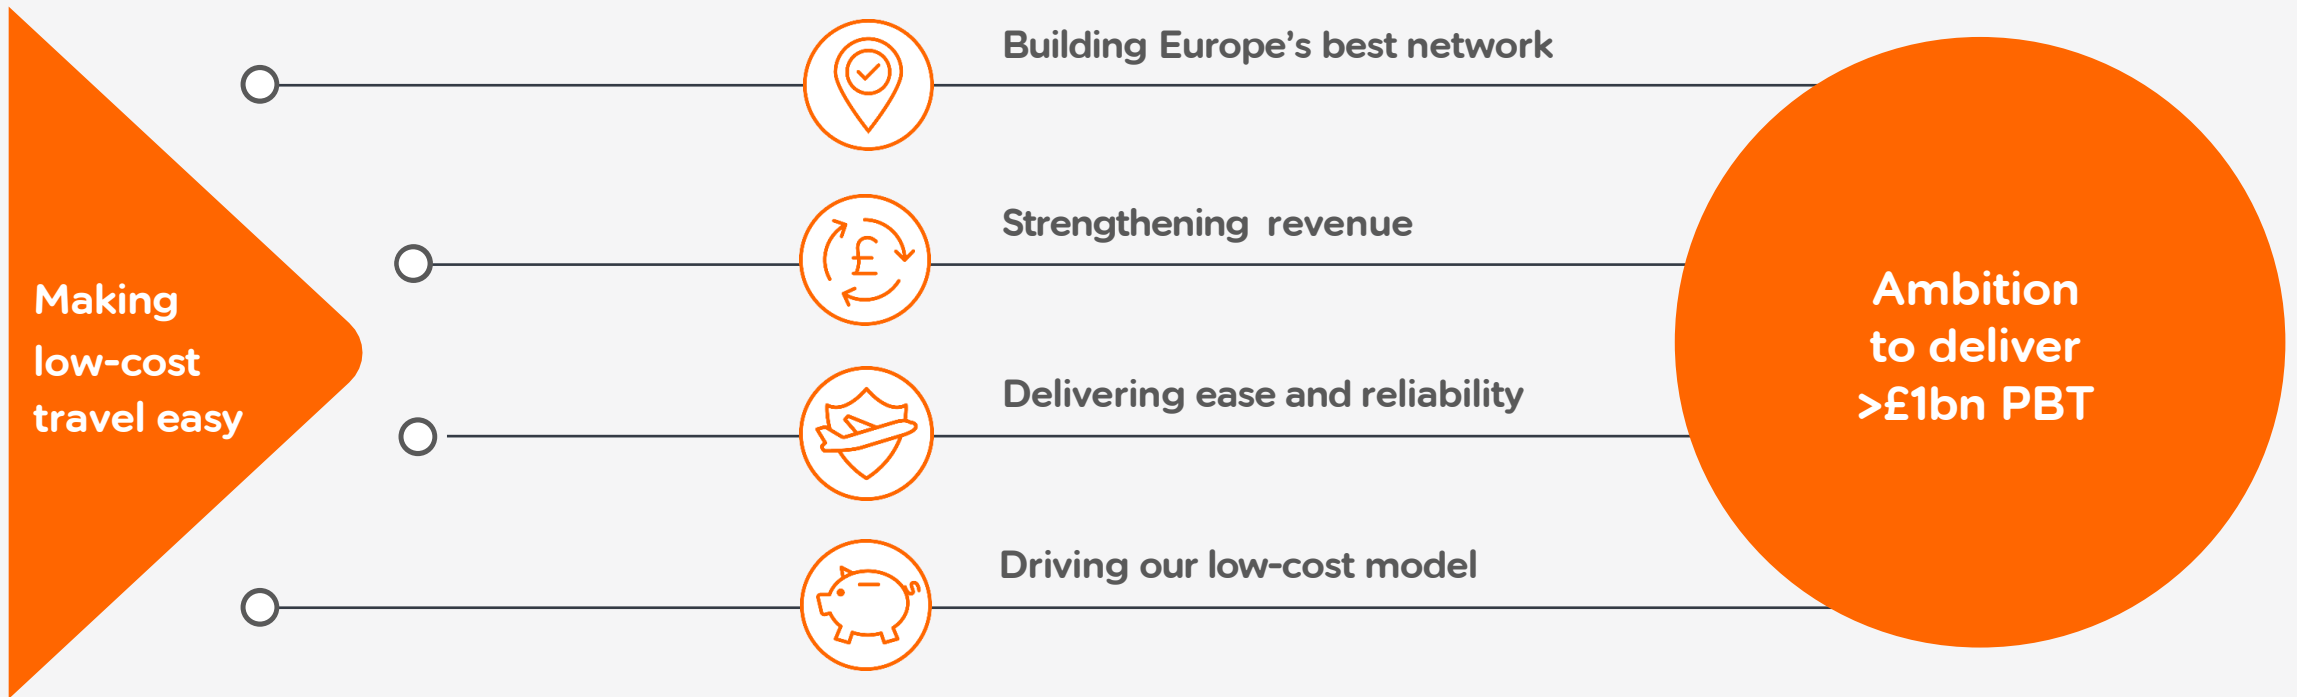 Making
low-cost
travel easy
Building Europe’s best network
Strengthening revenue
£
Delivering ease and reliability
Driving our low-cost model
Ambition
to deliver
>£1bn PBT